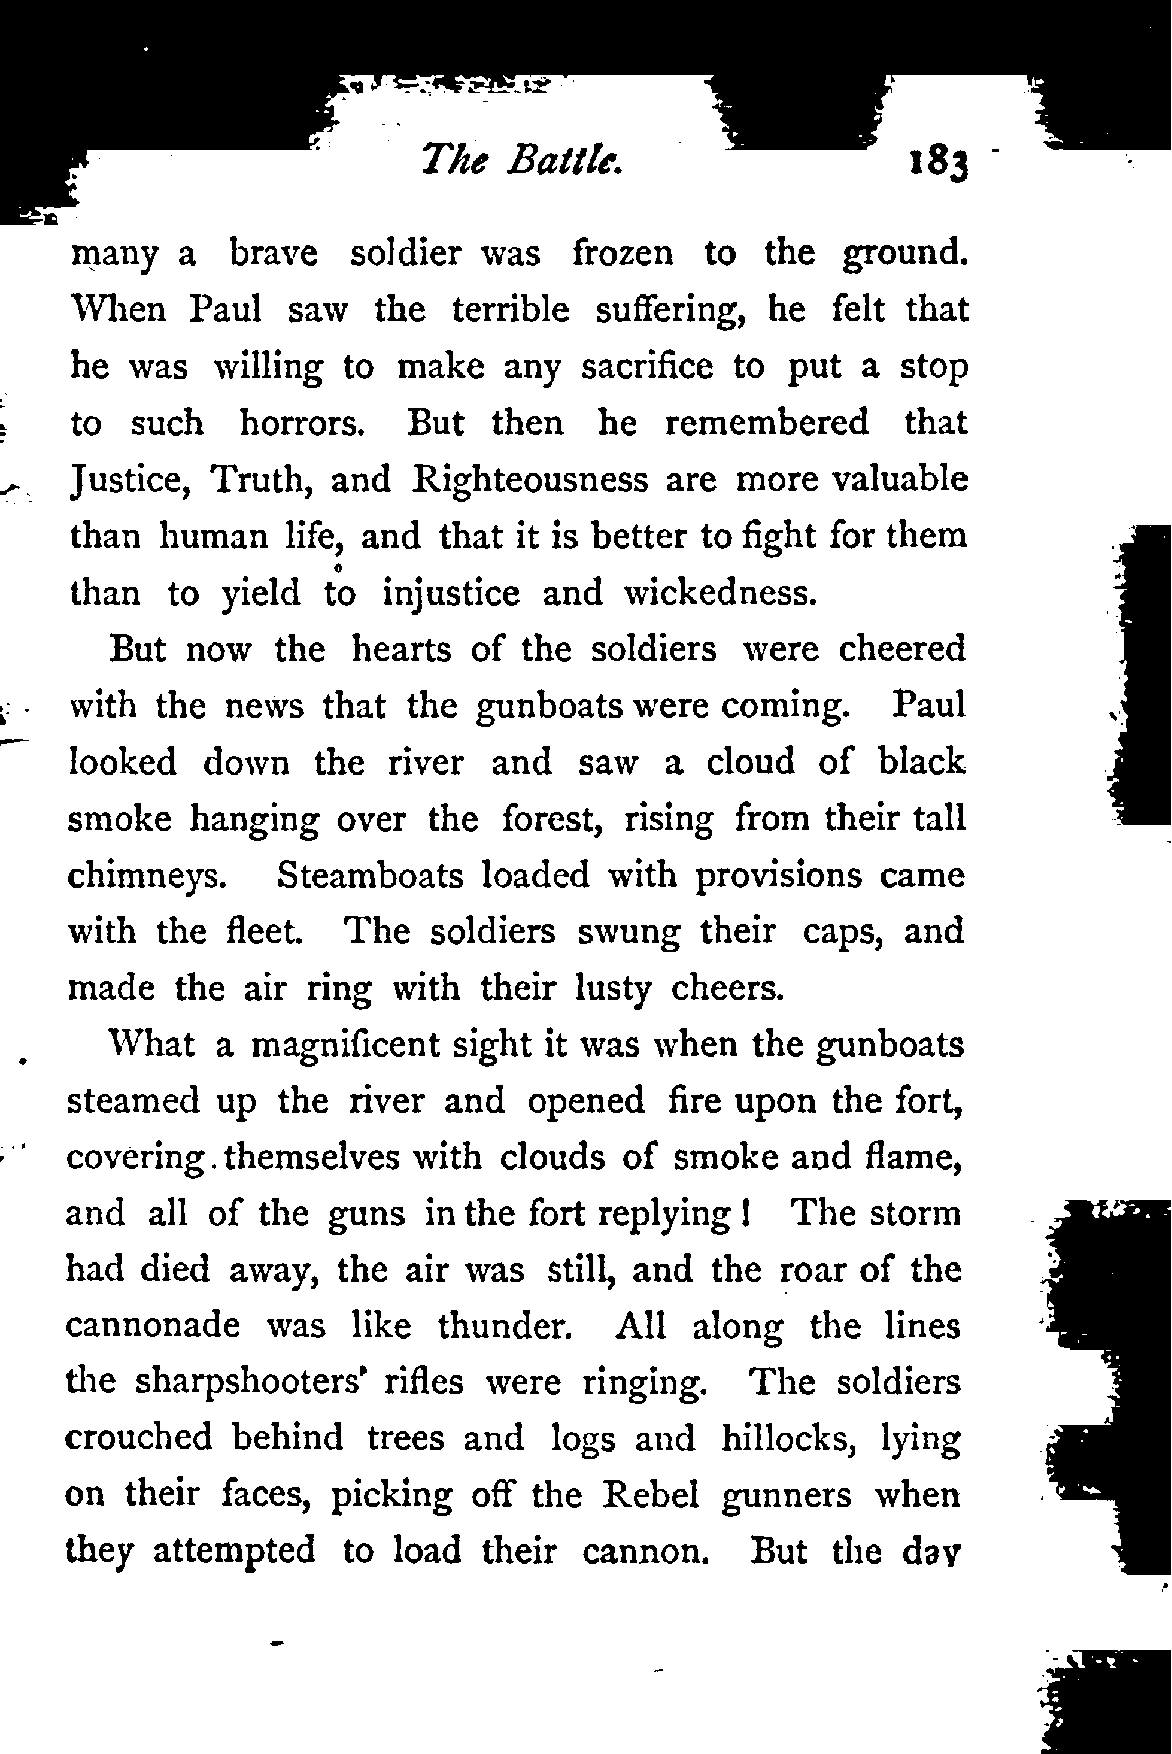 The Battle. 183
many a brave soldier was frozen to the ground.
When Paul saw the terrible suffering, he felt that
he was willing to make any sacrifice to put a stop
to such horrors. But then he remembered that
Justice, Truth, and Righteousness are more valuable
than human life, and that it is better to fight for them
than to yield to injustice and wickedness.
But now the hearts of the soldiers were cheered
with the news that the gunboats were coming. Paul
looked down the river and saw a cloud of black
smoke hanging over the forest, rising from their tall
chimneys. Steamboats loaded with provisions came
with the fleet. The soldiers swung their caps, and
made the air ring with their lusty cheers.
What a magnificent sight it was when the gunboats
steamed up the river and opened fire upon the fort,
covering themselves with clouds of smoke and flame,
and all of the guns in the fort replying! The storm
had died away, the air was still, and the roar of the
cannonade was like thunder. All along the lines
the sharpshooters' rifles were ringing. The soldiers
crouched behind trees and logs and hillocks, lying
on their faces, picking off the Rebel gunners when
they attempted to load their cannon. But the day